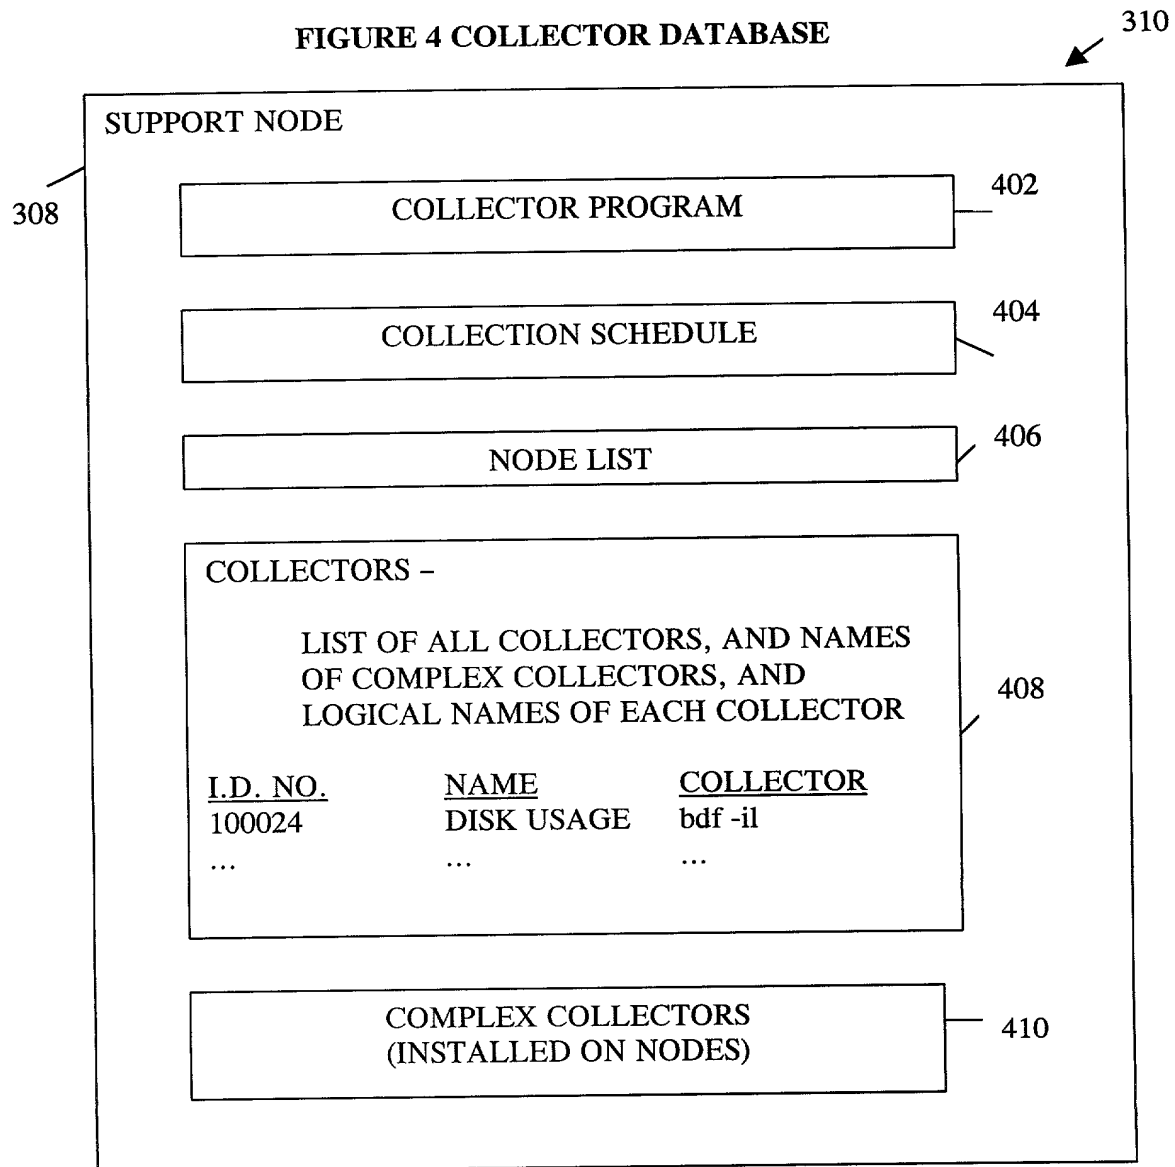 FIGURE 4 COLLECTOR DATABASE
310
SUPPORT NODE
308
COLLECTOR PROGRAM
402
COLLECTION SCHEDULE
404
NODE LIST
406
COLLECTORS –
LIST OF ALL COLLECTORS, AND NAMES
OF COMPLEX COLLECTORS, AND
LOGICAL NAMES OF EACH COLLECTOR
408
I.D. NO. NAME COLLECTOR
100024 DISK USAGE bdf -il
... ... ...
COMPLEX COLLECTORS
(INSTALLED ON NODES)
410